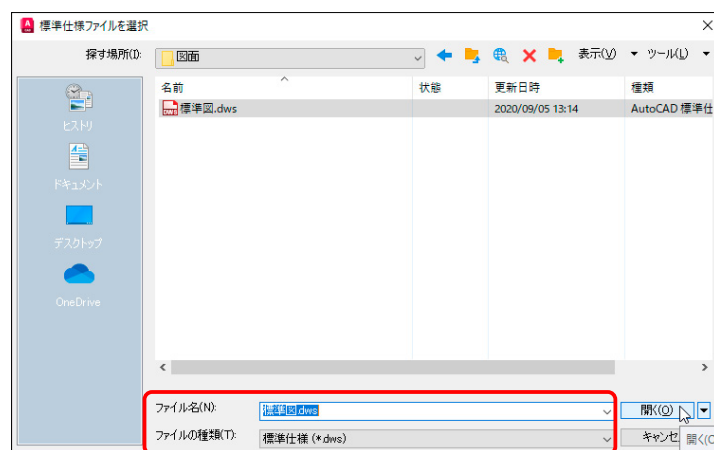 標準仕様ファイルを選択
探す場所(I):
図面
表示(V)
ツール(L)
名前
状態
更新日時
種類
標準図.dws
2020/09/05 13:14
AutoCAD 標準仕
ヒストリ
ドキュメント
デスクトップ
OneDrive
ファイル名(N):
標準図.dws
開く(O)
ファイルの種類(T):
標準仕様 (*.dws)
キャンセ
開く(O